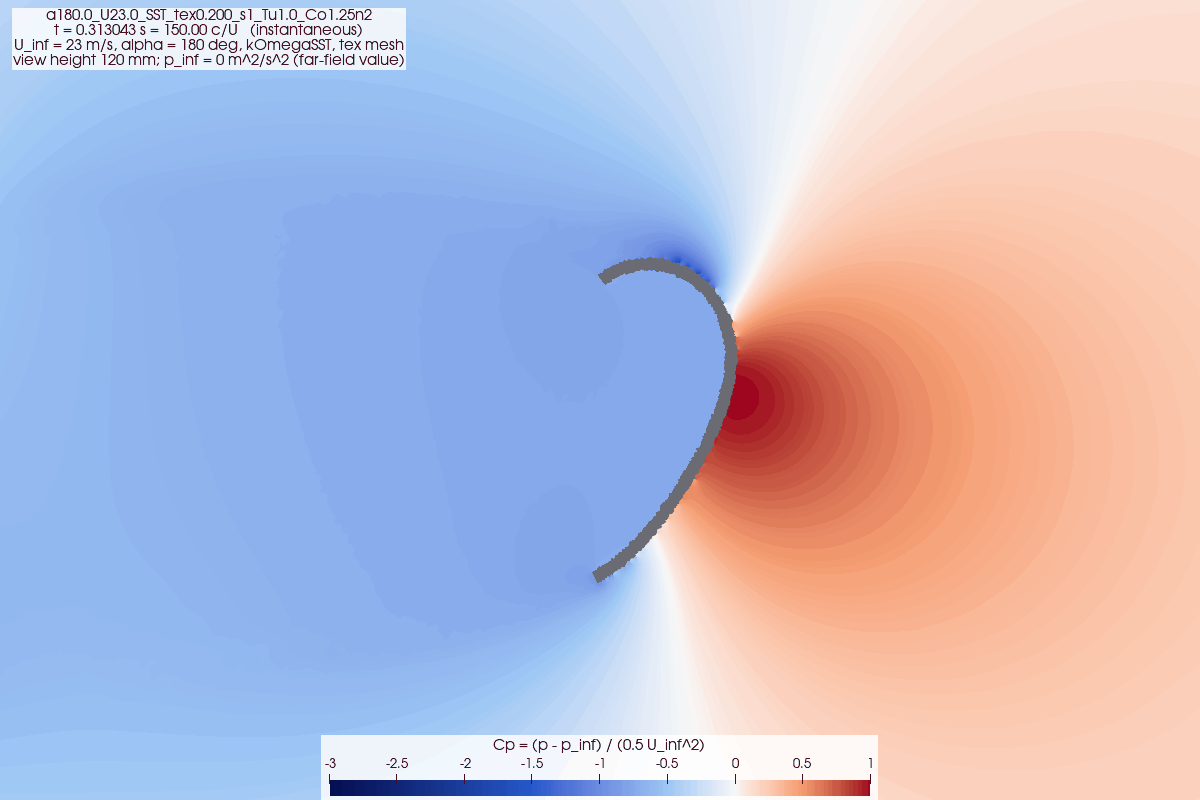 a180.0_U23.0_SST_tex0.200_s1_Tu1.0_Co1.25n2
t = 0.313043 s = 150.00 c/U (instantaneous)
U_inf = 23 m/s, alpha = 180 deg, kOmegaSST, tex mesh
view height 120 mm; p_inf = 0 m^2/s^2 (far-field value)
Cp = (p - p_inf) / (0.5 U_inf^2)
-3 -2.5 -2 -1.5 -1 -0.5 0 0.5 1